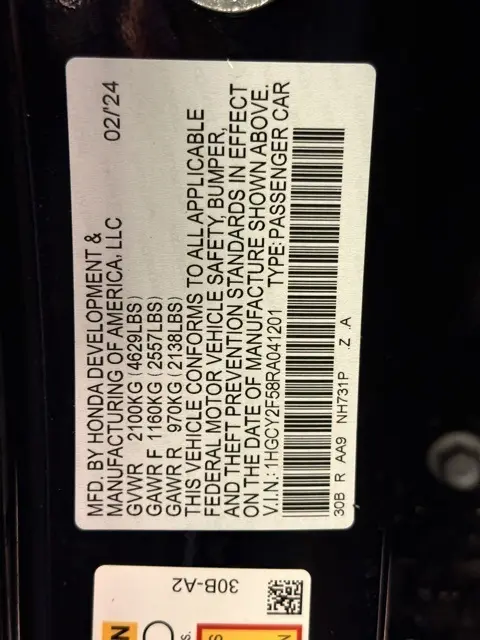 MFD. BY HONDA DEVELOPMENT &
MANUFACTURING OF AMERICA, LLC 02/'24
GVWR 2100KG (4629LBS)
GAWR F 1160KG (2557LBS)
GAWR R 970KG (2138LBS)
THIS VEHICLE CONFORMS TO ALL APPLICABLE
FEDERAL MOTOR VEHICLE SAFETY, BUMPER,
AND THEFT PREVENTION STANDARDS IN EFFECT
ON THE DATE OF MANUFACTURE SHOWN ABOVE.
V.I.N.: 1HGCY2F58RA041201 TYPE: PASSENGER CAR
30B R AA9 NH731P .Z .A
30B-A2